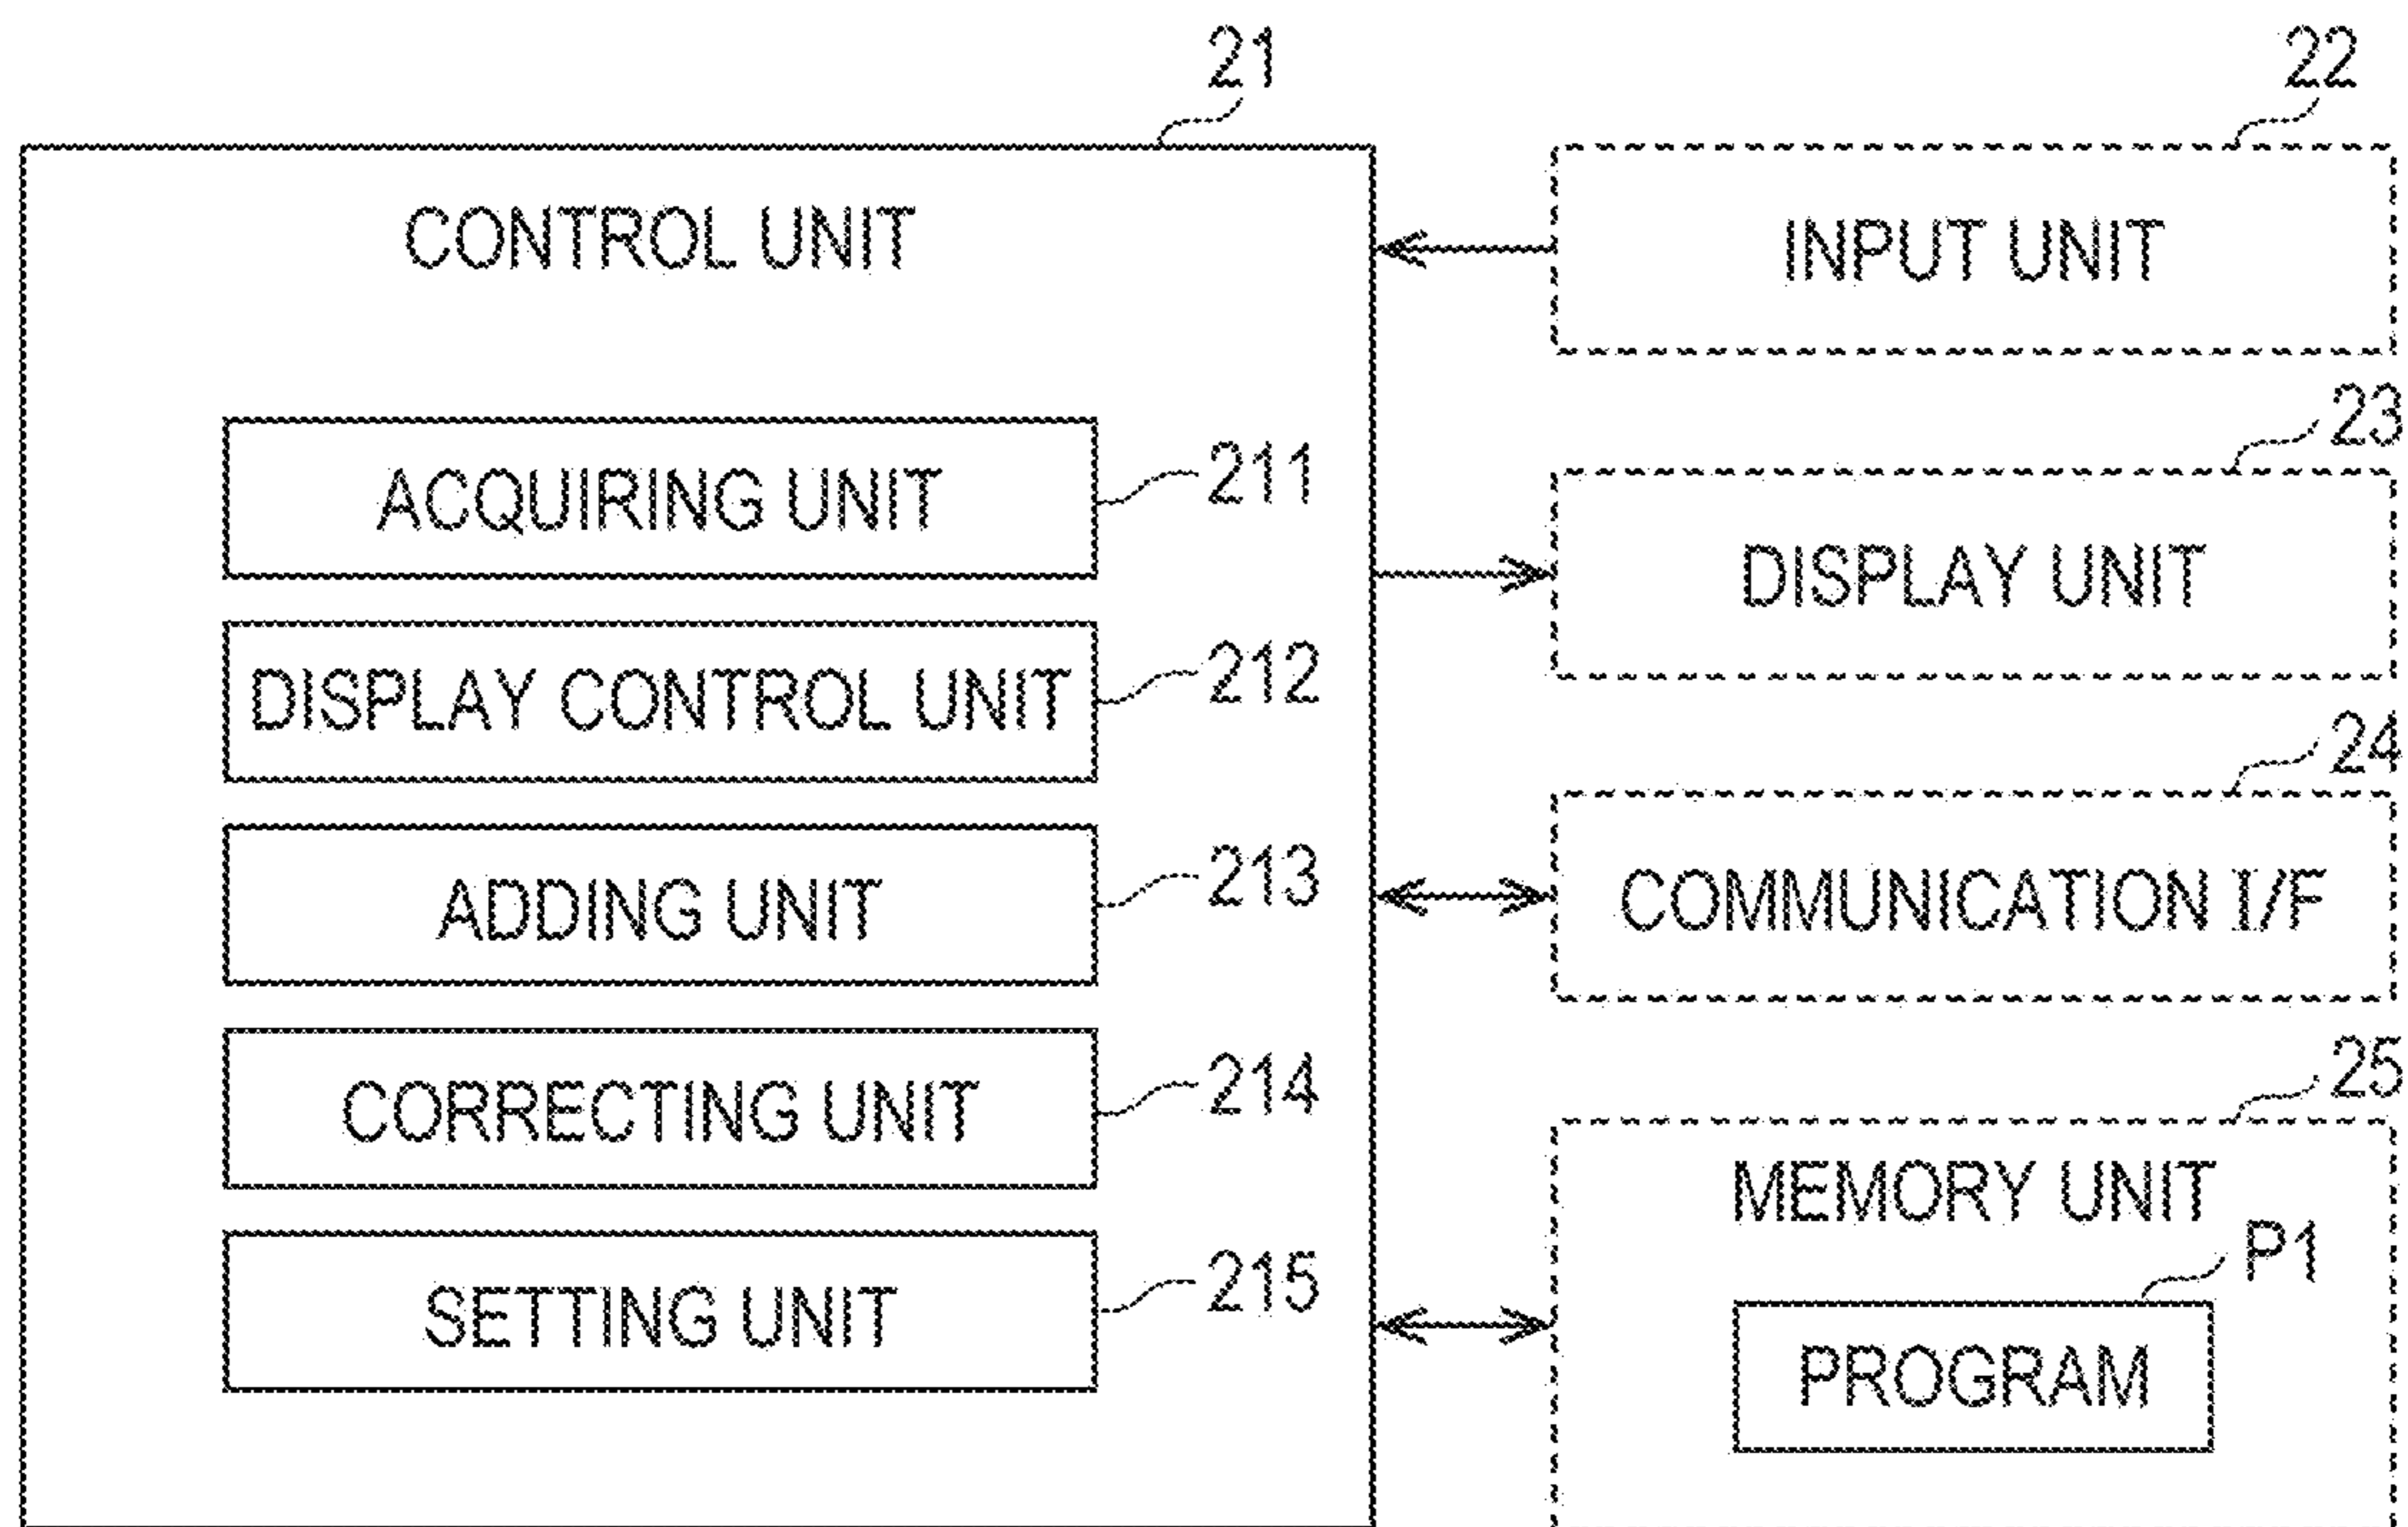 21
CONTROL UNIT
ACQUIRING UNIT
211
DISPLAY CONTROL UNIT
212
ADDING UNIT
213
CORRECTING UNIT
214
SETTING UNIT
215
22
INPUT UNIT
23
DISPLAY UNIT
24
COMMUNICATION I/F
25
MEMORY UNIT
P1
PROGRAM